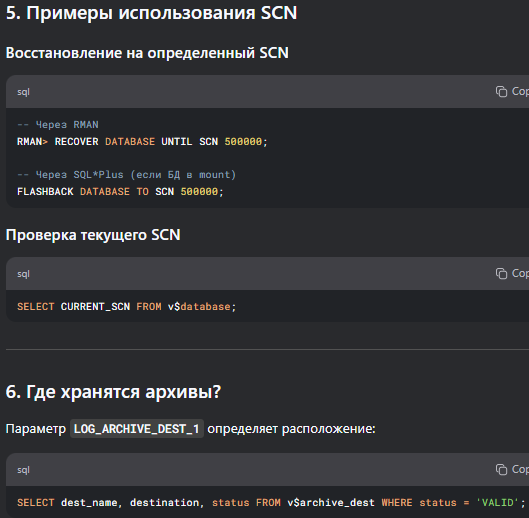 5. Примеры использования SCN
Восстановление на определенный SCN
sql
-- Через RMAN
RMAN> RECOVER DATABASE UNTIL SCN 500000;
-- Через SQL*Plus (если БД в mount)
FLASHBACK DATABASE TO SCN 500000;
Проверка текущего SCN
sql
SELECT CURRENT_SCN FROM v$database;
6. Где хранятся архивы?
Параметр LOG_ARCHIVE_DEST_1 определяет расположение:
sql
SELECT dest_name, destination, status FROM v$archive_dest WHERE status = 'VALID';